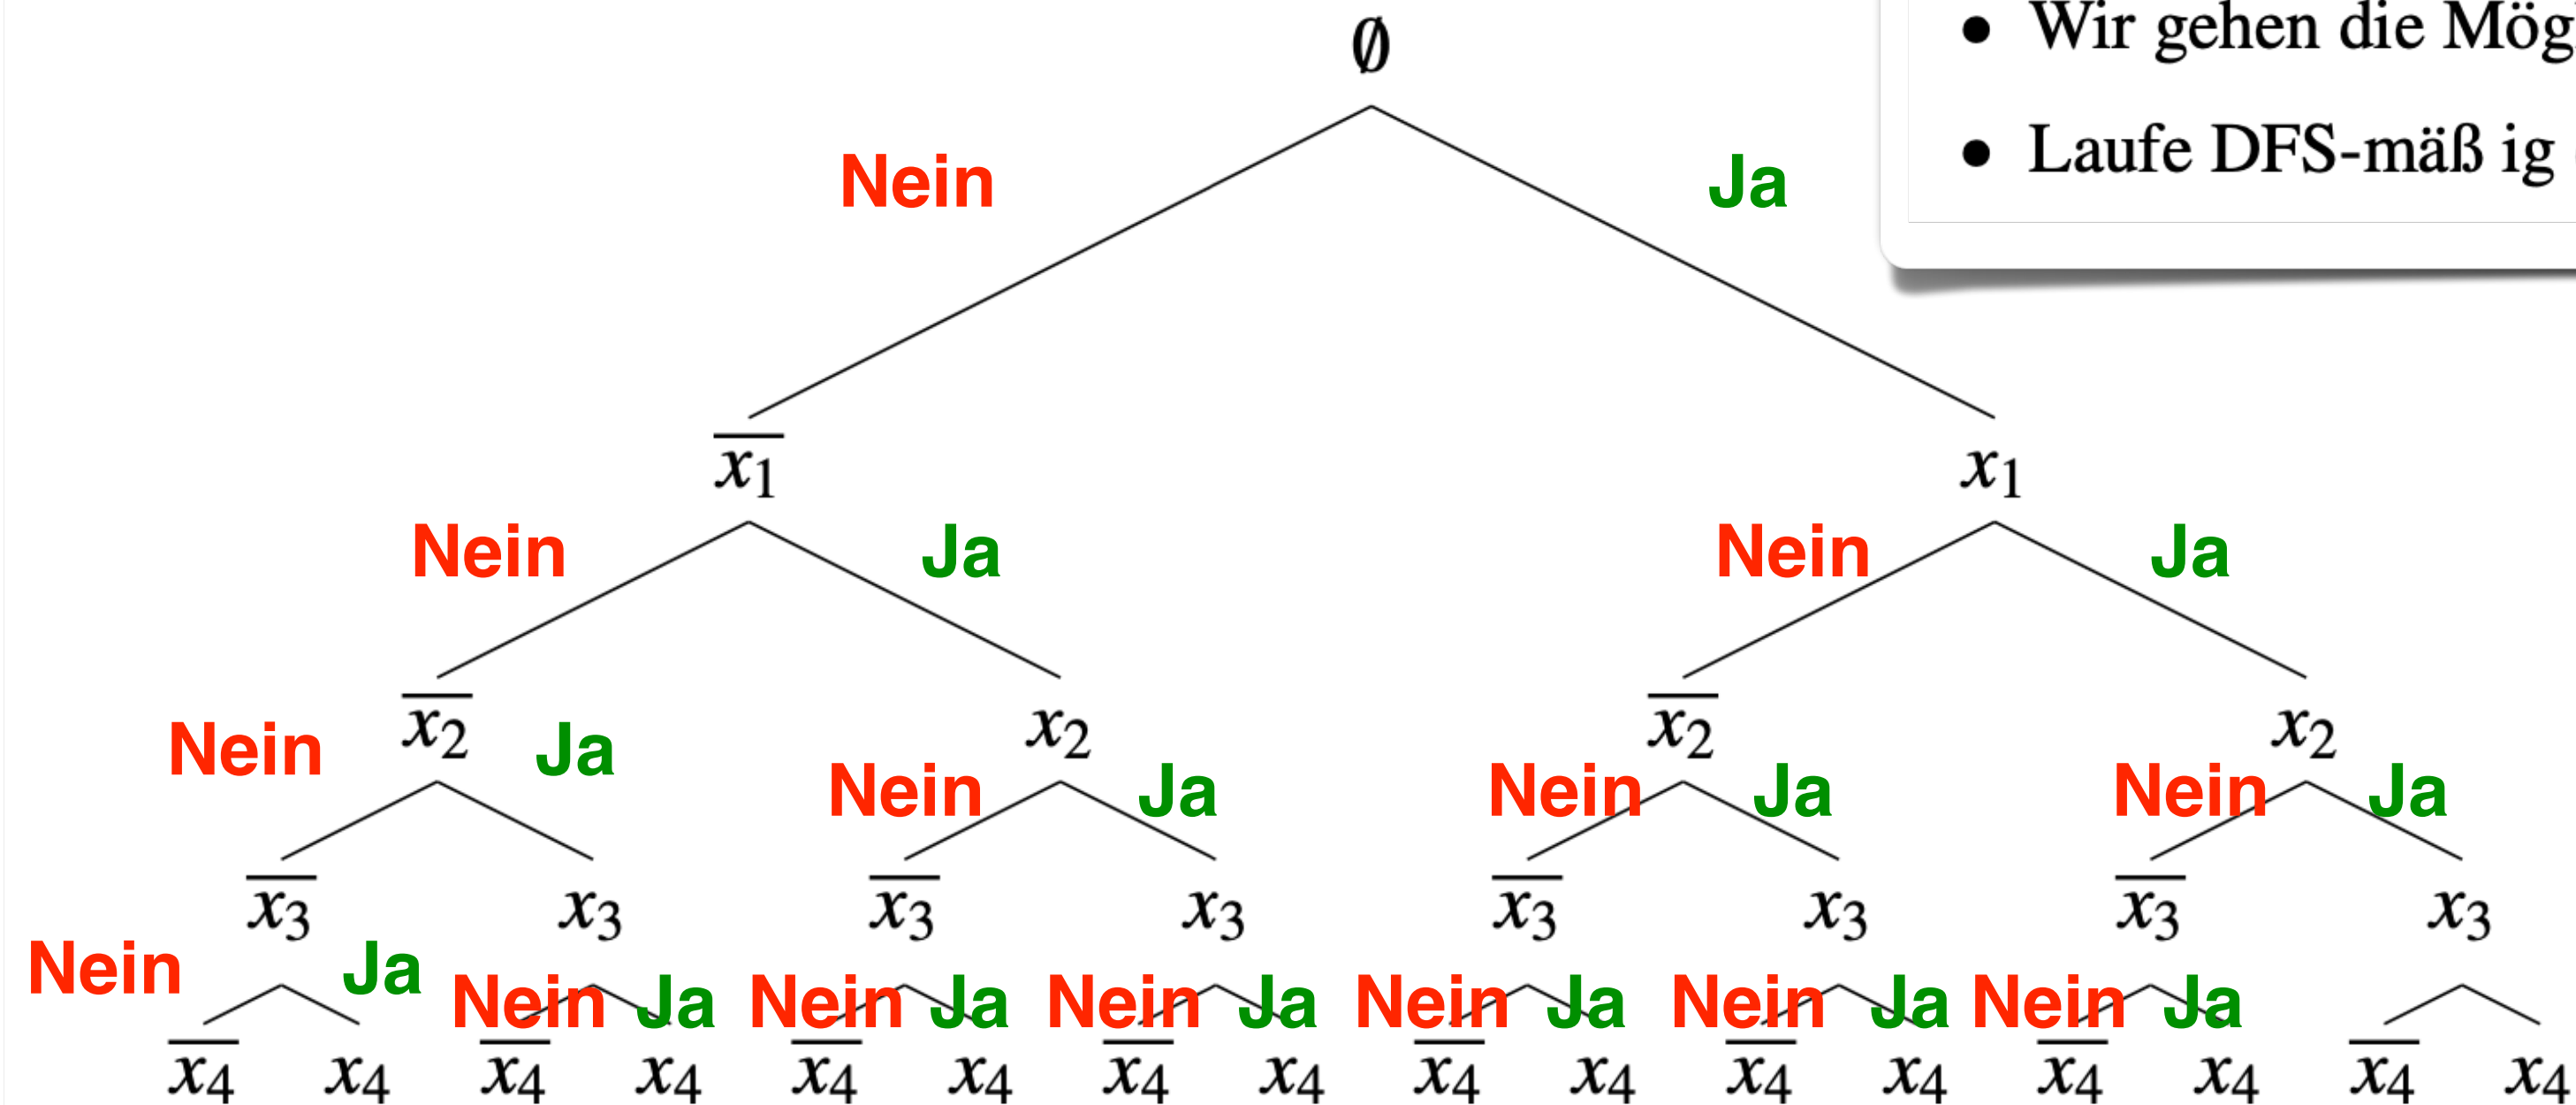 ∅
• Wir gehen die Mög
• Laufe DFS-mäß ig
Nein Ja
x̅₁ x₁
Nein Ja Nein Ja
x̅₂ x₂ x̅₂ x₂
Nein Ja Nein Ja Nein Ja Nein Ja
x̅₃ x₃ x̅₃ x₃ x̅₃ x₃ x̅₃ x₃
Nein Ja Nein Ja Nein Ja Nein Ja Nein Ja Nein Ja Nein Ja
x̅₄ x₄ x̅₄ x₄ x̅₄ x₄ x̅₄ x₄ x̅₄ x₄ x̅₄ x₄ x̅₄ x₄ x̅₄ x₄